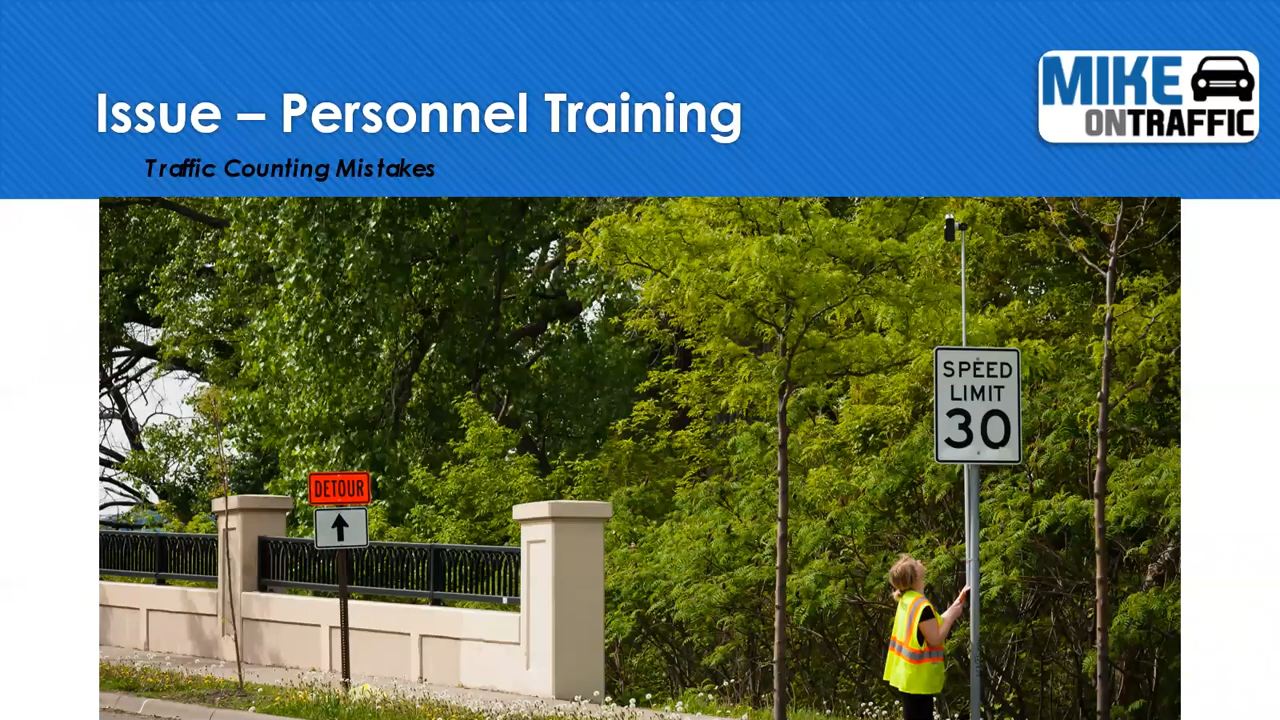 Issue – Personnel Training
Traffic Counting Mistakes
MIKE
ONTRAFFIC
SPEED
LIMIT
30
DETOUR